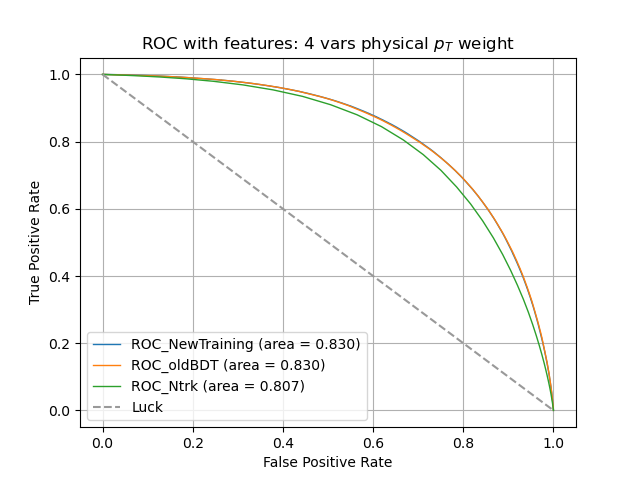 ROC with features: 4 vars physical $p_T$ weight
True Positive Rate
1.0
0.8
0.6
0.4
0.2
0.0
ROC_NewTraining (area = 0.830)
ROC_oldBDT (area = 0.830)
ROC_Ntrk (area = 0.807)
Luck
0.0 0.2 0.4 0.6 0.8 1.0
False Positive Rate